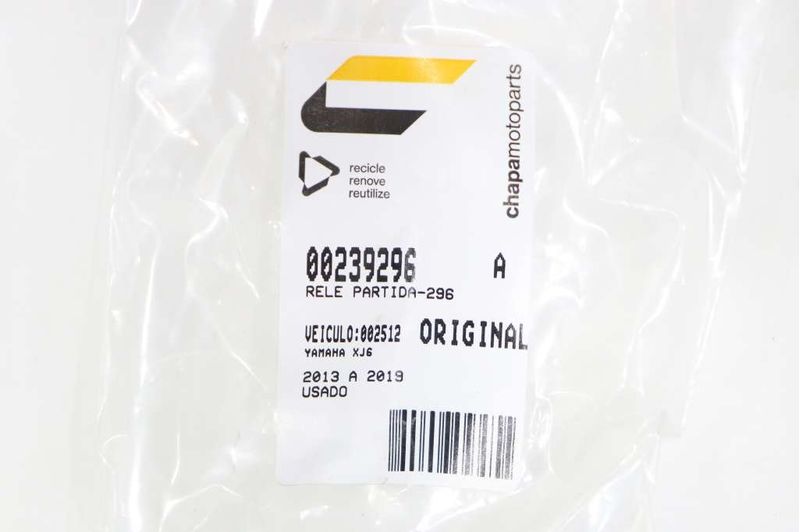 chapamotoparts
recicle
renove
reutilize
00239296 A
RELE PARTIDA-296
VEICULO:002512 ORIGINAL
YAMAHA XJ6
2013 A 2019
USADO